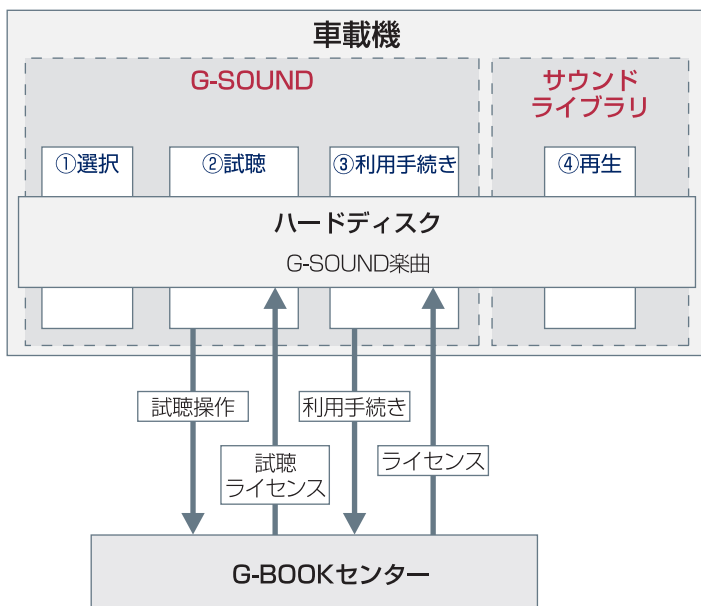 車載機
G-SOUND
サウンド
ライブラリ
①選択
②試聴
③利用手続き
④再生
ハードディスク
G-SOUND楽曲
試聴操作
利用手続き
試聴
ライセンス
ライセンス
G-BOOKセンター